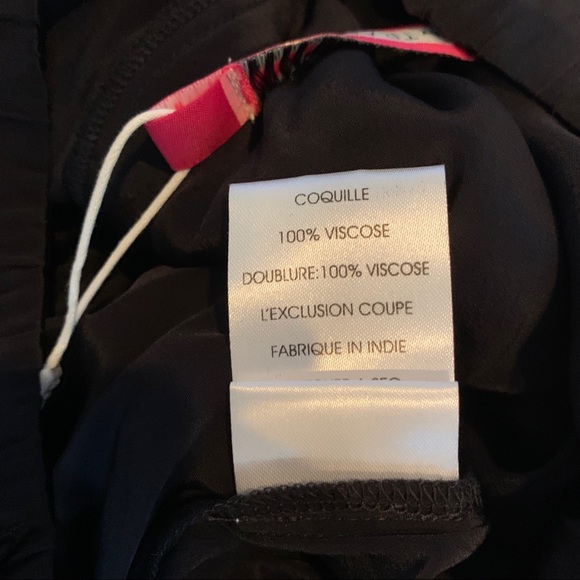 COQUILLE
100% VISCOSE
DOUBLURE:100% VISCOSE
L'EXCLUSION COUPE
FABRIQUE IN INDIE